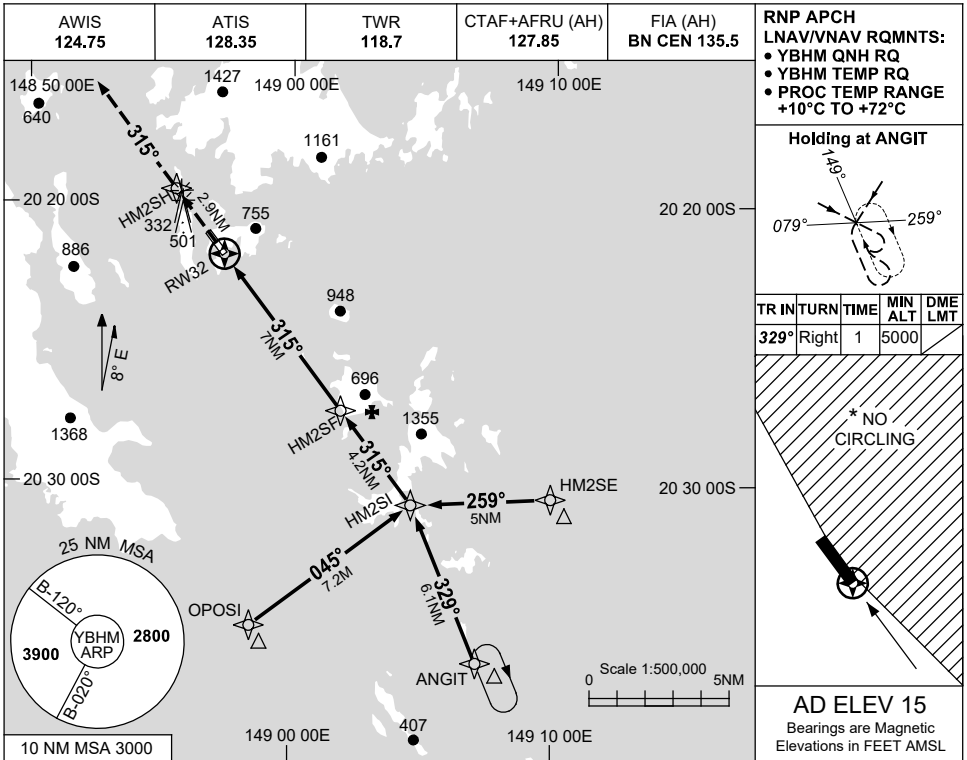 AWIS
124.75
ATIS
128.35
TWR
118.7
CTAF+AFRU (AH)
127.85
FIA (AH)
BN CEN 135.5
RNP APCH
LNAV/VNAV RQMNTS:
• YBHM QNH RQ
• YBHM TEMP RQ
• PROC TEMP RANGE
+10°C TO +72°C
148 50 00E
1427
149 00 00E
149 10 00E
640
1161
315°
Holding at ANGIT
149°
079°
259°
HM2SH
2.9NM
332
501
755
20 20 00S
20 20 00S
886
RW32
948
TR IN
TURN
TIME
MIN
ALT
DME
LMT
329°
Right
1
5000
315°
7NM
8° E
696
1355
1368
HM2SF
315°
4.2NM
* NO
CIRCLING
20 30 00S
20 30 00S
HM2SI
259°
5NM
HM2SE
25 NM MSA
045°
7.2M
329°
6.1NM
OPOSI
B-120°
YBHM
ARP
2800
3900
B-020°
ANGIT
Scale 1:500,000
0
5NM
407
AD ELEV 15
Bearings are Magnetic
Elevations in FEET AMSL
10 NM MSA 3000
149 00 00E
149 10 00E